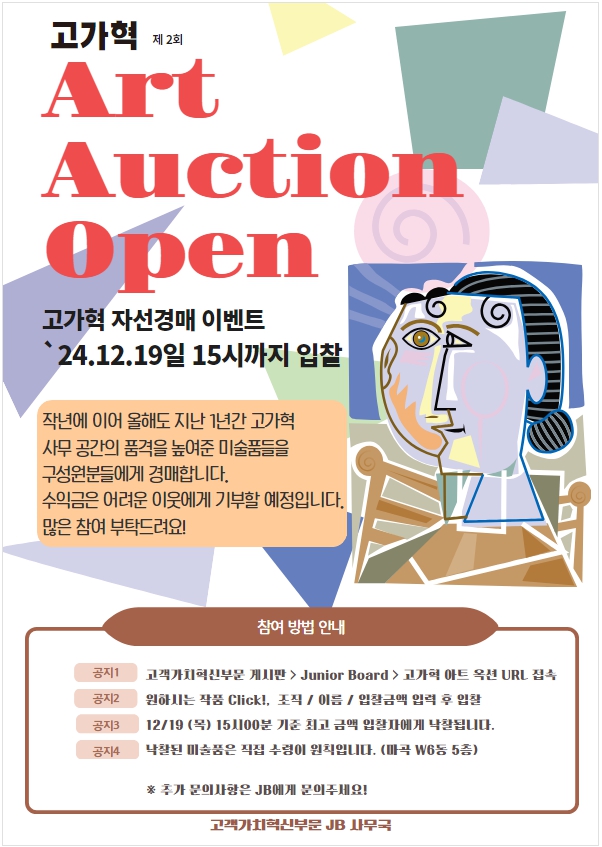 고가혁 제 2회
Art
Auction
Open
고가혁 자선경매 이벤트
`24.12.19일 15시까지 입찰
작년에 이어 올해도 지난 1년간 고가혁
사무 공간의 품격을 높여준 미술품들을
구성원분들에게 경매합니다.
수익금은 어려운 이웃에게 기부할 예정입니다.
많은 참여 부탁드려요!
참여 방법 안내
공지1 고객가치혁신부문 게시판 > Junior Board > 고가혁 아트 옥션 URL 접속
공지2 원하시는 작품 Click!, 조직 / 이름 / 입찰금액 입력 후 입찰
공지3 12/19 (목) 15시00분 기준 최고 금액 입찰자에게 낙찰됩니다.
공지4 낙찰된 미술품은 직접 수령이 원칙입니다. (마곡 W6동 5층)
※ 추가 문의사항은 JB에게 문의주세요!
고객가치혁신부문 JB 사무국